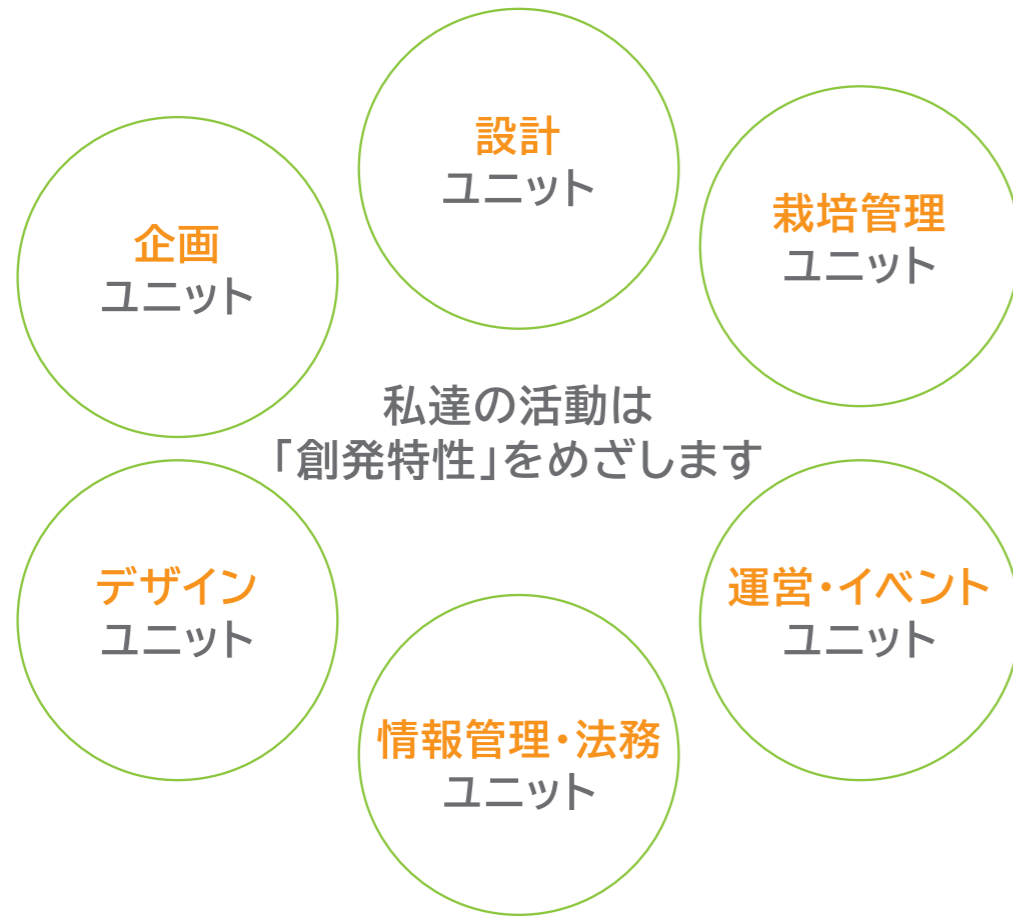 設計
ユニット
栽培管理
ユニット
企画
ユニット
私達の活動は
「創発特性」をめざします
デザイン
ユニット
運営・イベント
ユニット
情報管理・法務
ユニット